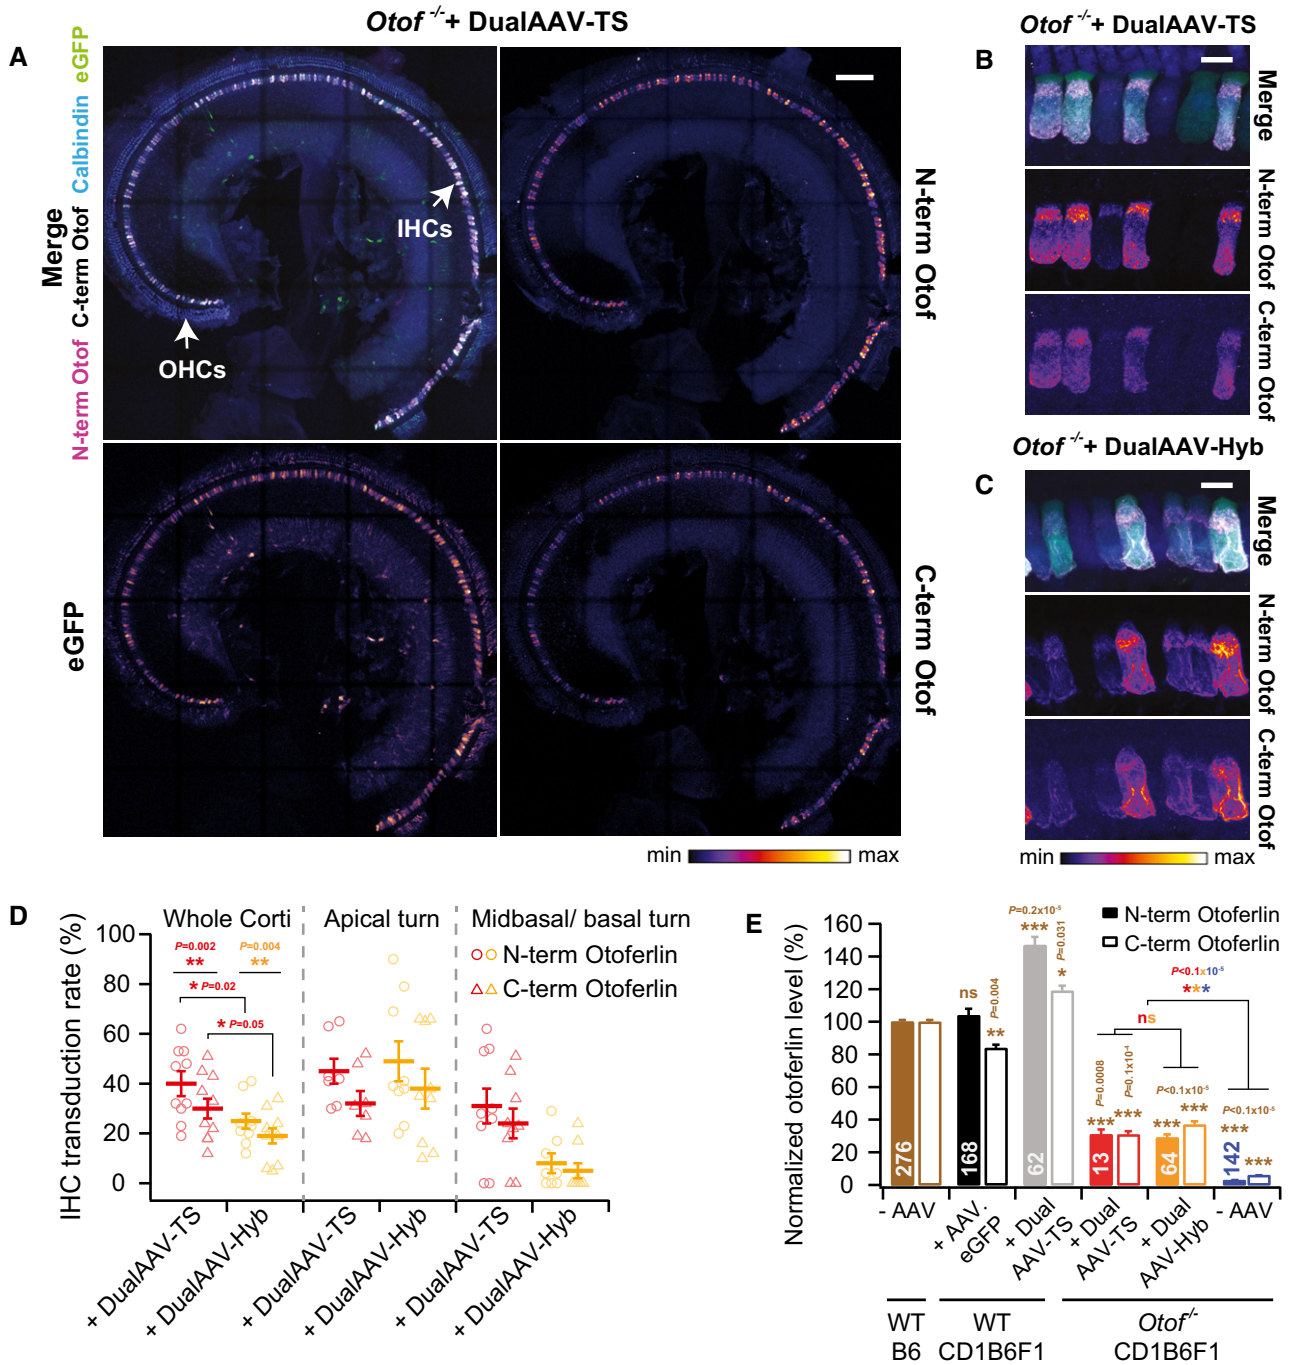 Otof -/-+ DualAAV-TS
A
Merge
N-term Otof C-term Otof Calbindin eGFP
IHCs
OHCs
N-term Otof
eGFP
C-term Otof
min max
Otof -/-+ DualAAV-TS
B
Merge
N-term Otof
C-term Otof
Otof -/-+ DualAAV-Hyb
C
Merge
N-term Otof
C-term Otof
min max
D
IHC transduction rate (%)
100
80
60
40
20
0
Whole Corti
Apical turn
Midbasal/ basal turn
N-term Otoferlin
C-term Otoferlin
P=0.002
**
P=0.004
**
* P=0.02
* P=0.05
+ DualAAV-TS
+ DualAAV-Hyb
+ DualAAV-TS
+ DualAAV-Hyb
+ DualAAV-TS
+ DualAAV-Hyb
E
Normalized otoferlin level (%)
160
140
120
100
80
60
40
20
0
N-term Otoferlin
C-term Otoferlin
276
ns
168
P=0.004
**
P=0.2x10-5
***
62
P=0.031
*
P<0.1x10-5
***
ns
P=0.0008
***
13
P=0.1x10-4
***
P<0.1x10-5
***
64
***
P<0.1x10-5
***
142
***
- AAV
+ AAV.
eGFP
+ Dual
AAV-TS
+ Dual
AAV-TS
+ Dual
AAV-Hyb
- AAV
WT
B6
WT
CD1B6F1
Otof-/-
CD1B6F1